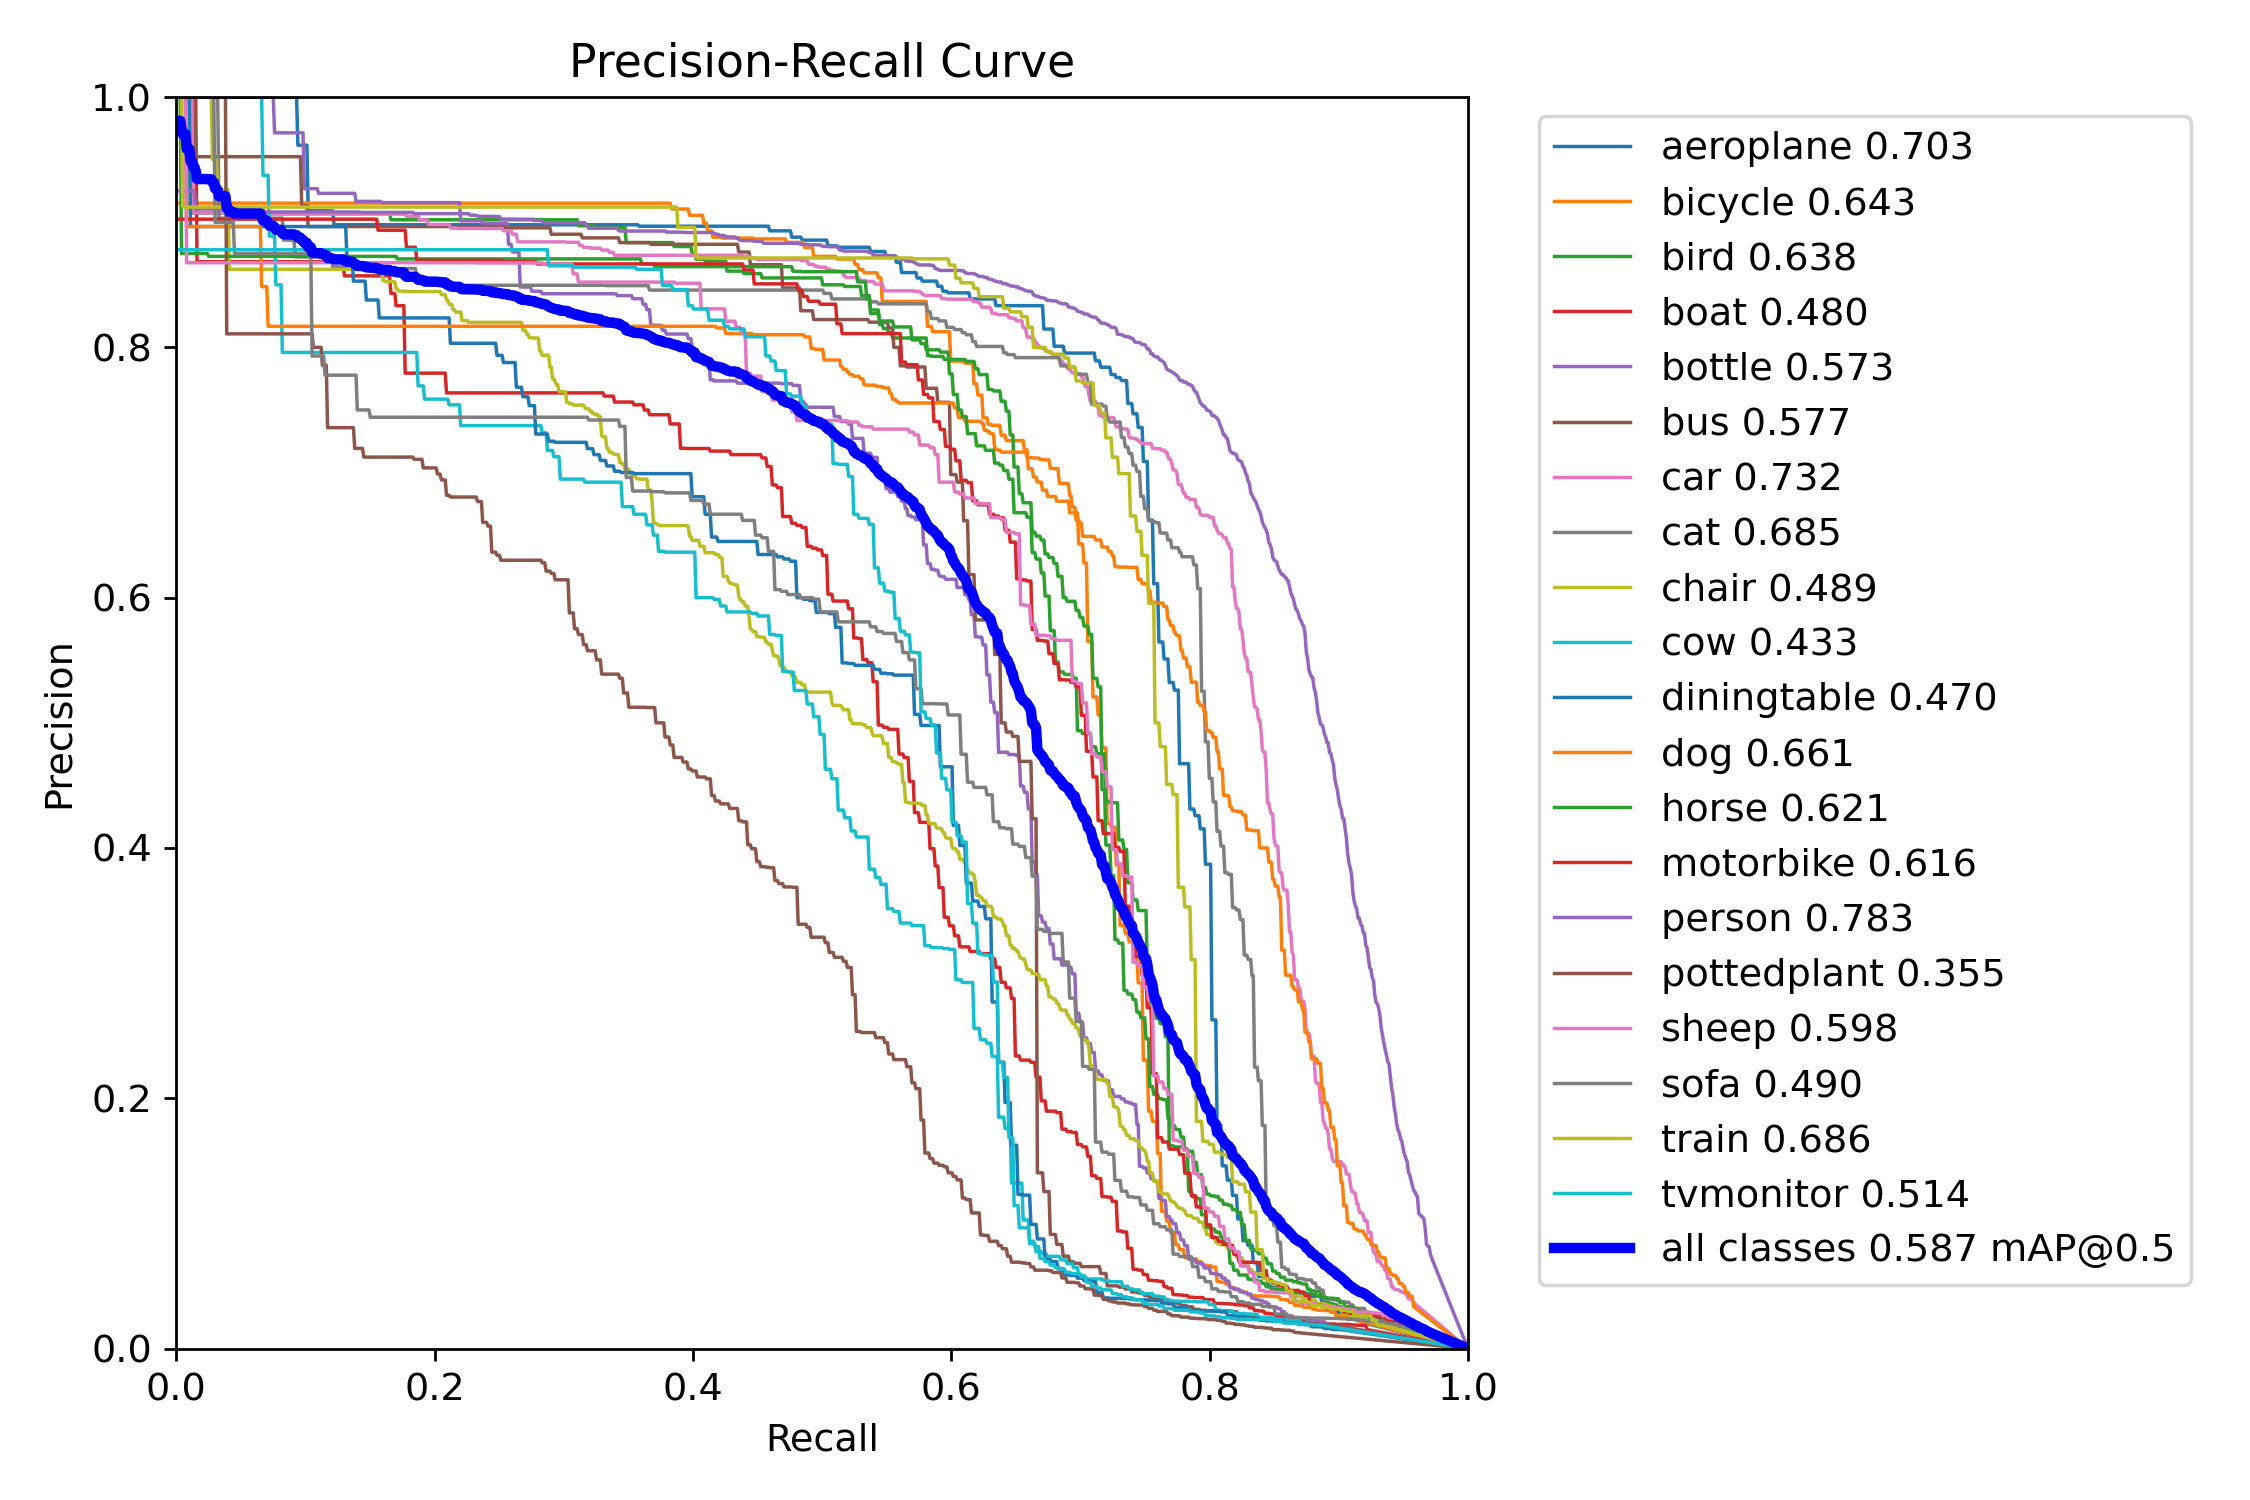 Precision-Recall Curve
1.0
0.8
0.6
0.4
0.2
0.0
Precision
0.0 0.2 0.4 0.6 0.8 1.0
Recall
aeroplane 0.703
bicycle 0.643
bird 0.638
boat 0.480
bottle 0.573
bus 0.577
car 0.732
cat 0.685
chair 0.489
cow 0.433
diningtable 0.470
dog 0.661
horse 0.621
motorbike 0.616
person 0.783
pottedplant 0.355
sheep 0.598
sofa 0.490
train 0.686
tvmonitor 0.514
all classes 0.587 mAP@0.5